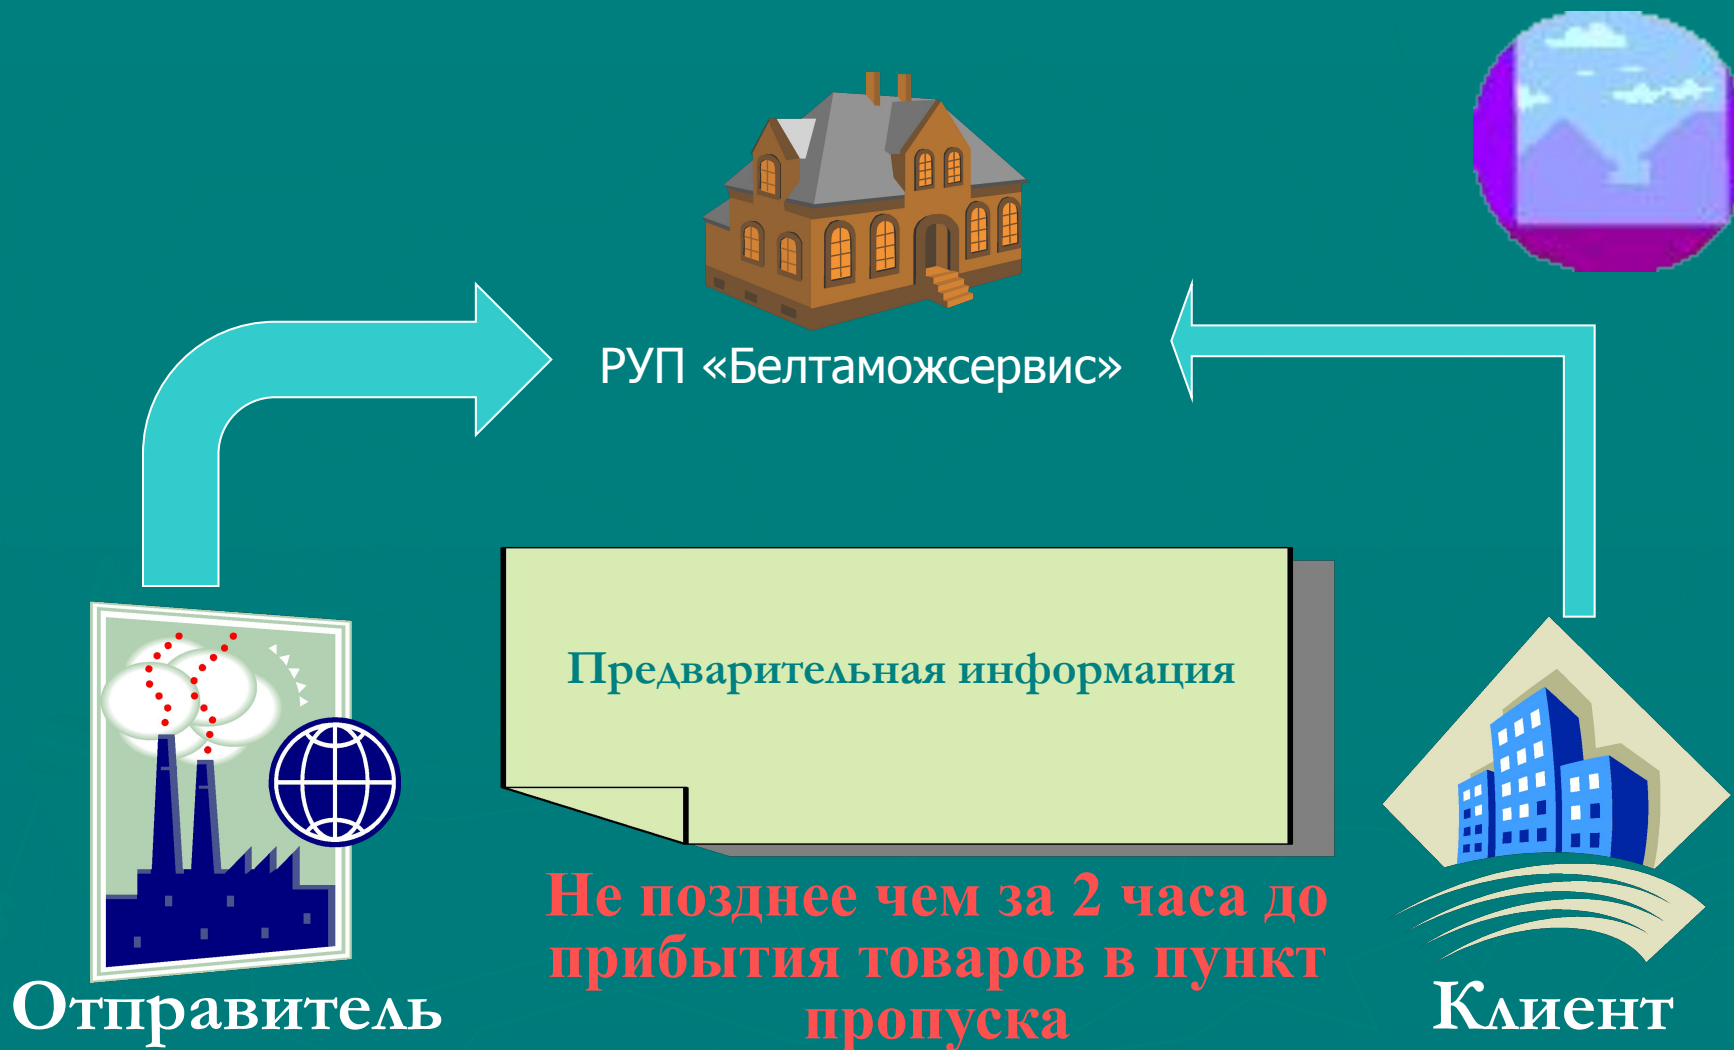 РУП «Белтаможсервис»
Предварительная информация
Не позднее чем за 2 часа до
прибытия товаров в пункт
пропуска
Отправитель
Клиент